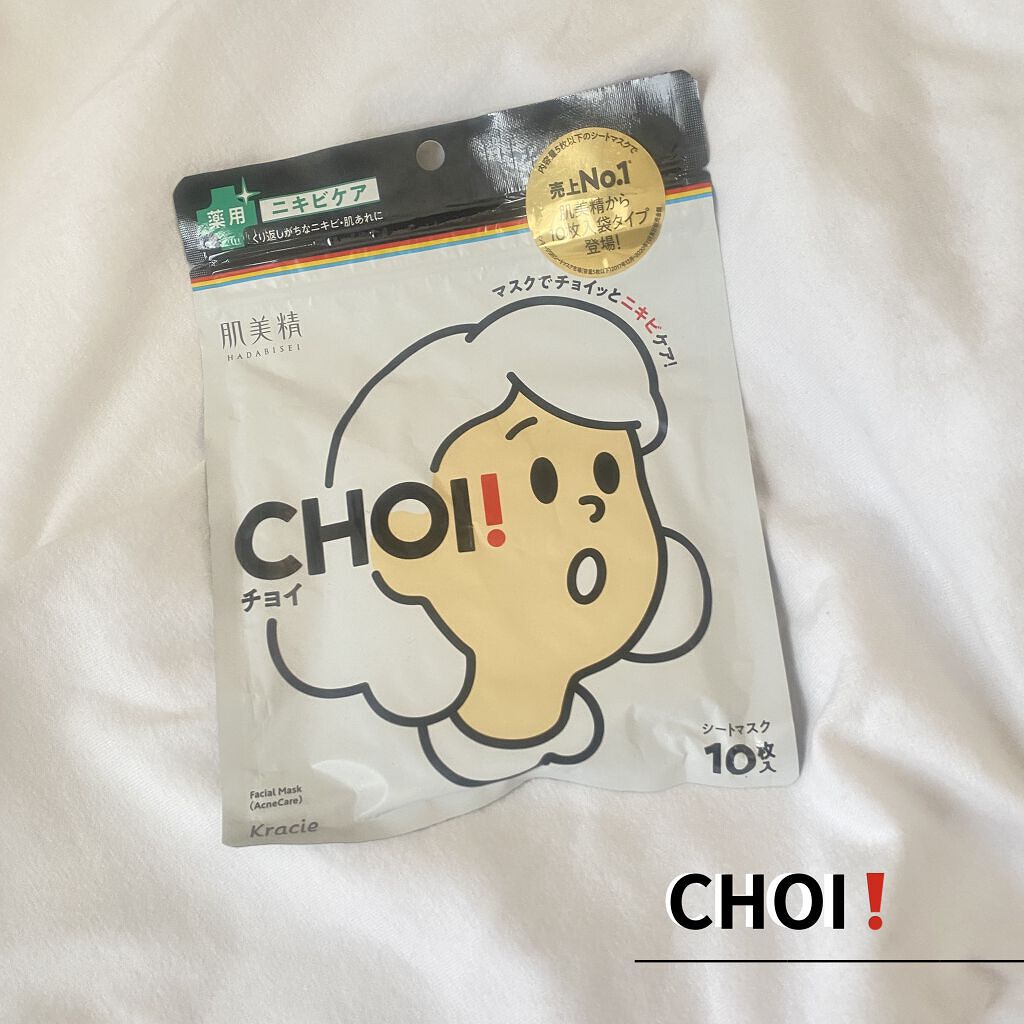 内容量5枚以下のシートマスクで
売上No.1
肌美精から
10枚入袋タイプ
登場!
薬用
ニキビケア
くり返しがちなニキビ・肌あれに
マスクでチョイッとニキビケア!
肌美精
HADABISEI
CHOI!
チョイ
シートマスク
10枚入
Facial Mask
(AcneCare)
Kracie
CHOI!